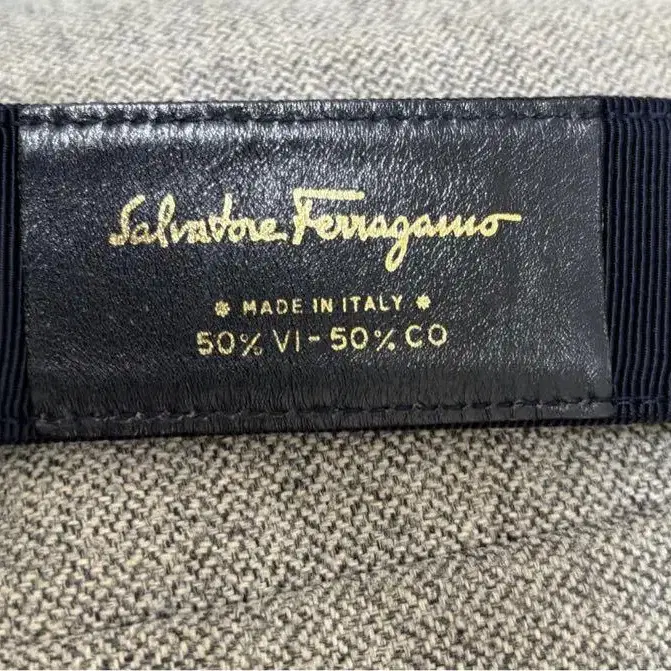 Salvatore Ferragamo
* MADE IN ITALY *
50% VI-50% CO